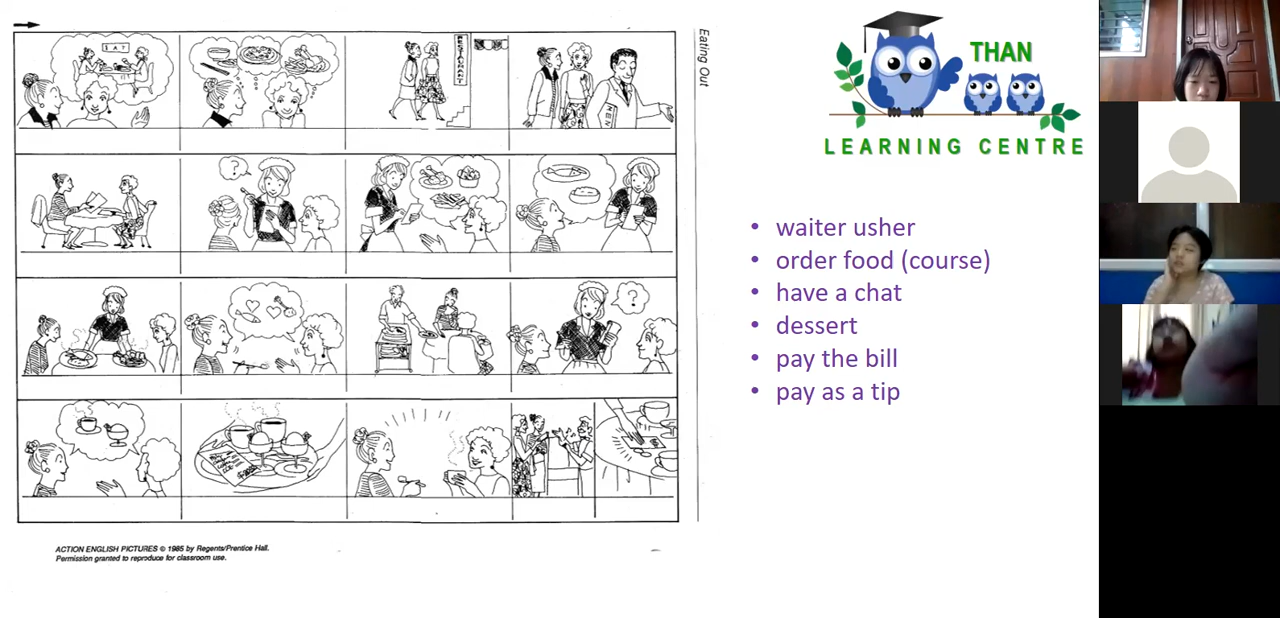 Eating Out
EAT
RESTAURANT
MEN
?
?
THAN
LEARNING CENTRE
• waiter usher
• order food (course)
• have a chat
• dessert
• pay the bill
• pay as a tip
ACTION ENGLISH PICTURES © 1985 by Regents/Prentice Hall.
Permission granted to reproduce for classroom use.